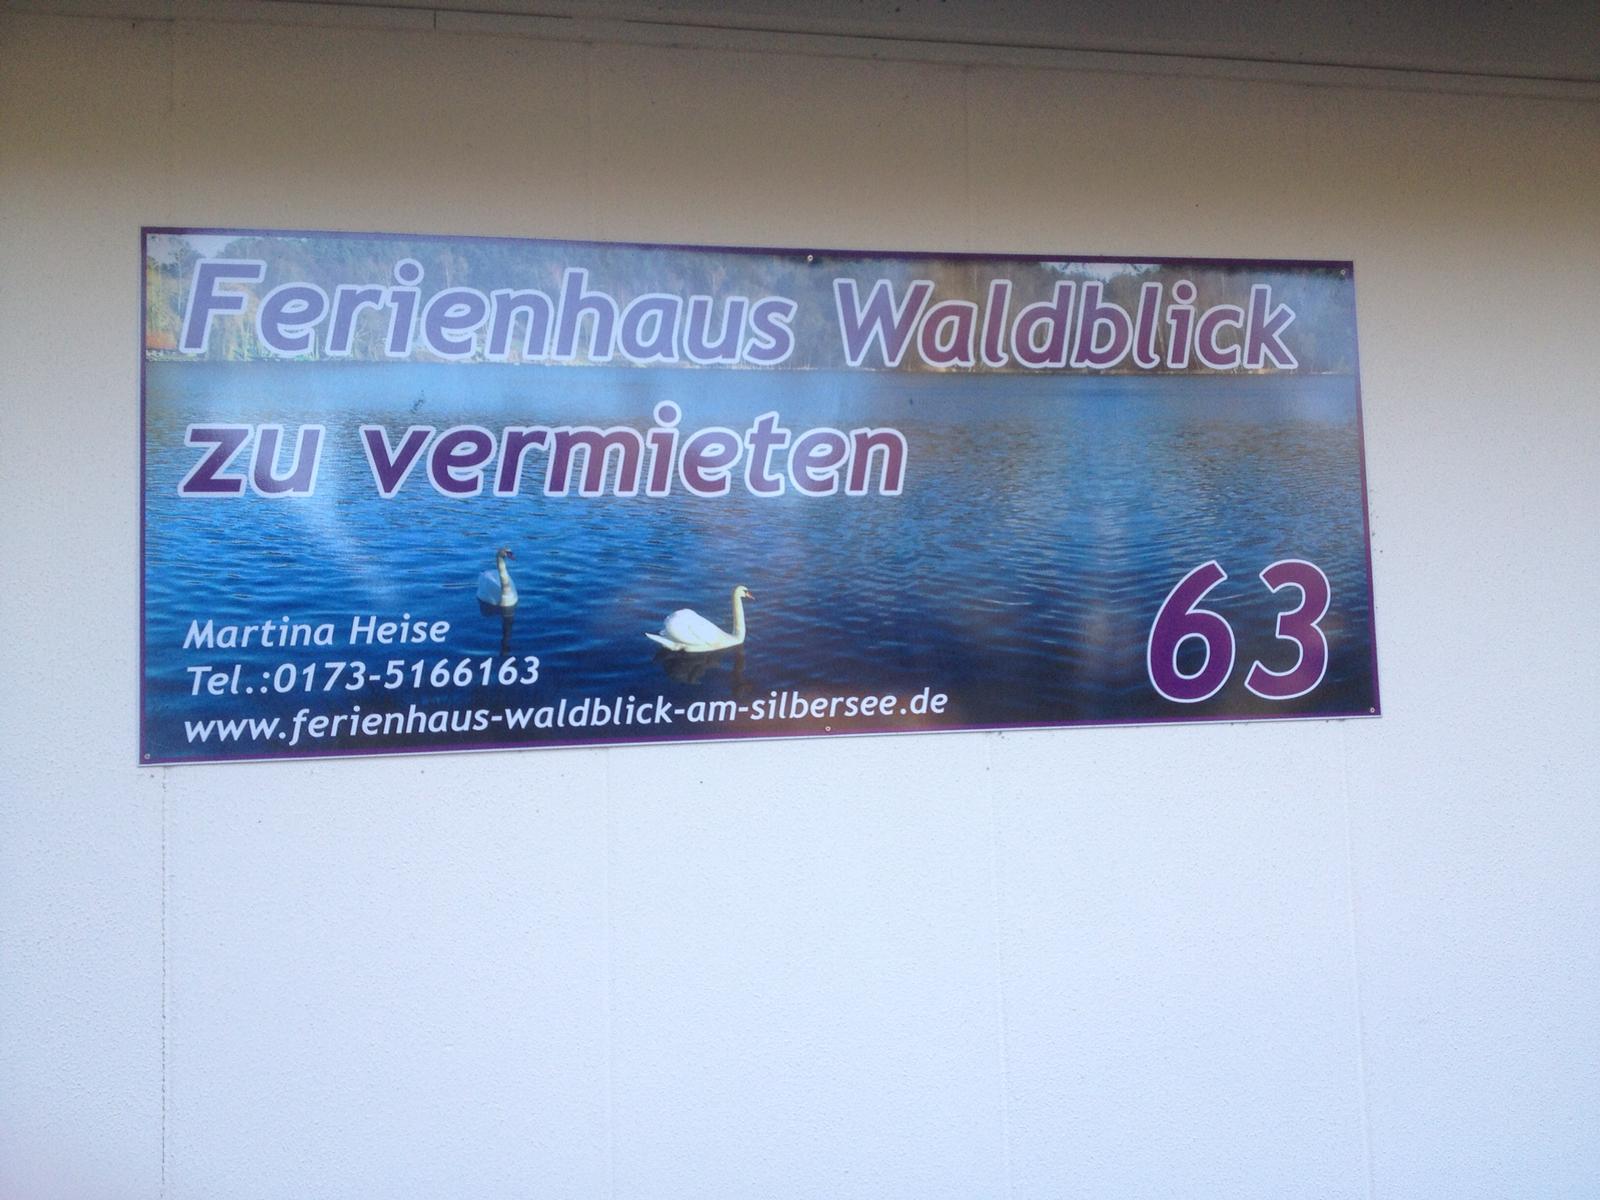 Ferienhaus Waldblick
zu vermieten
63
Martina Heise
Tel.:0173-5166163
www.ferienhaus-waldblick-am-silbersee.de